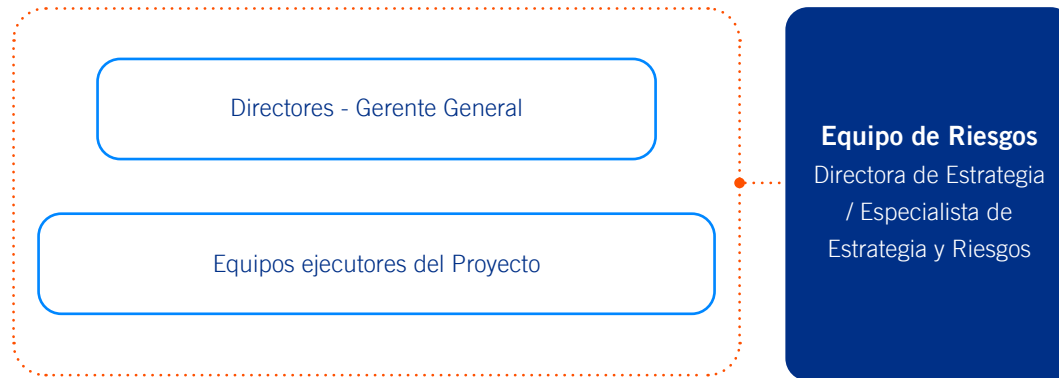 Directores - Gerente General
Equipos ejecutores del Proyecto
Equipo de Riesgos
Directora de Estrategia
/ Especialista de
Estrategia y Riesgos